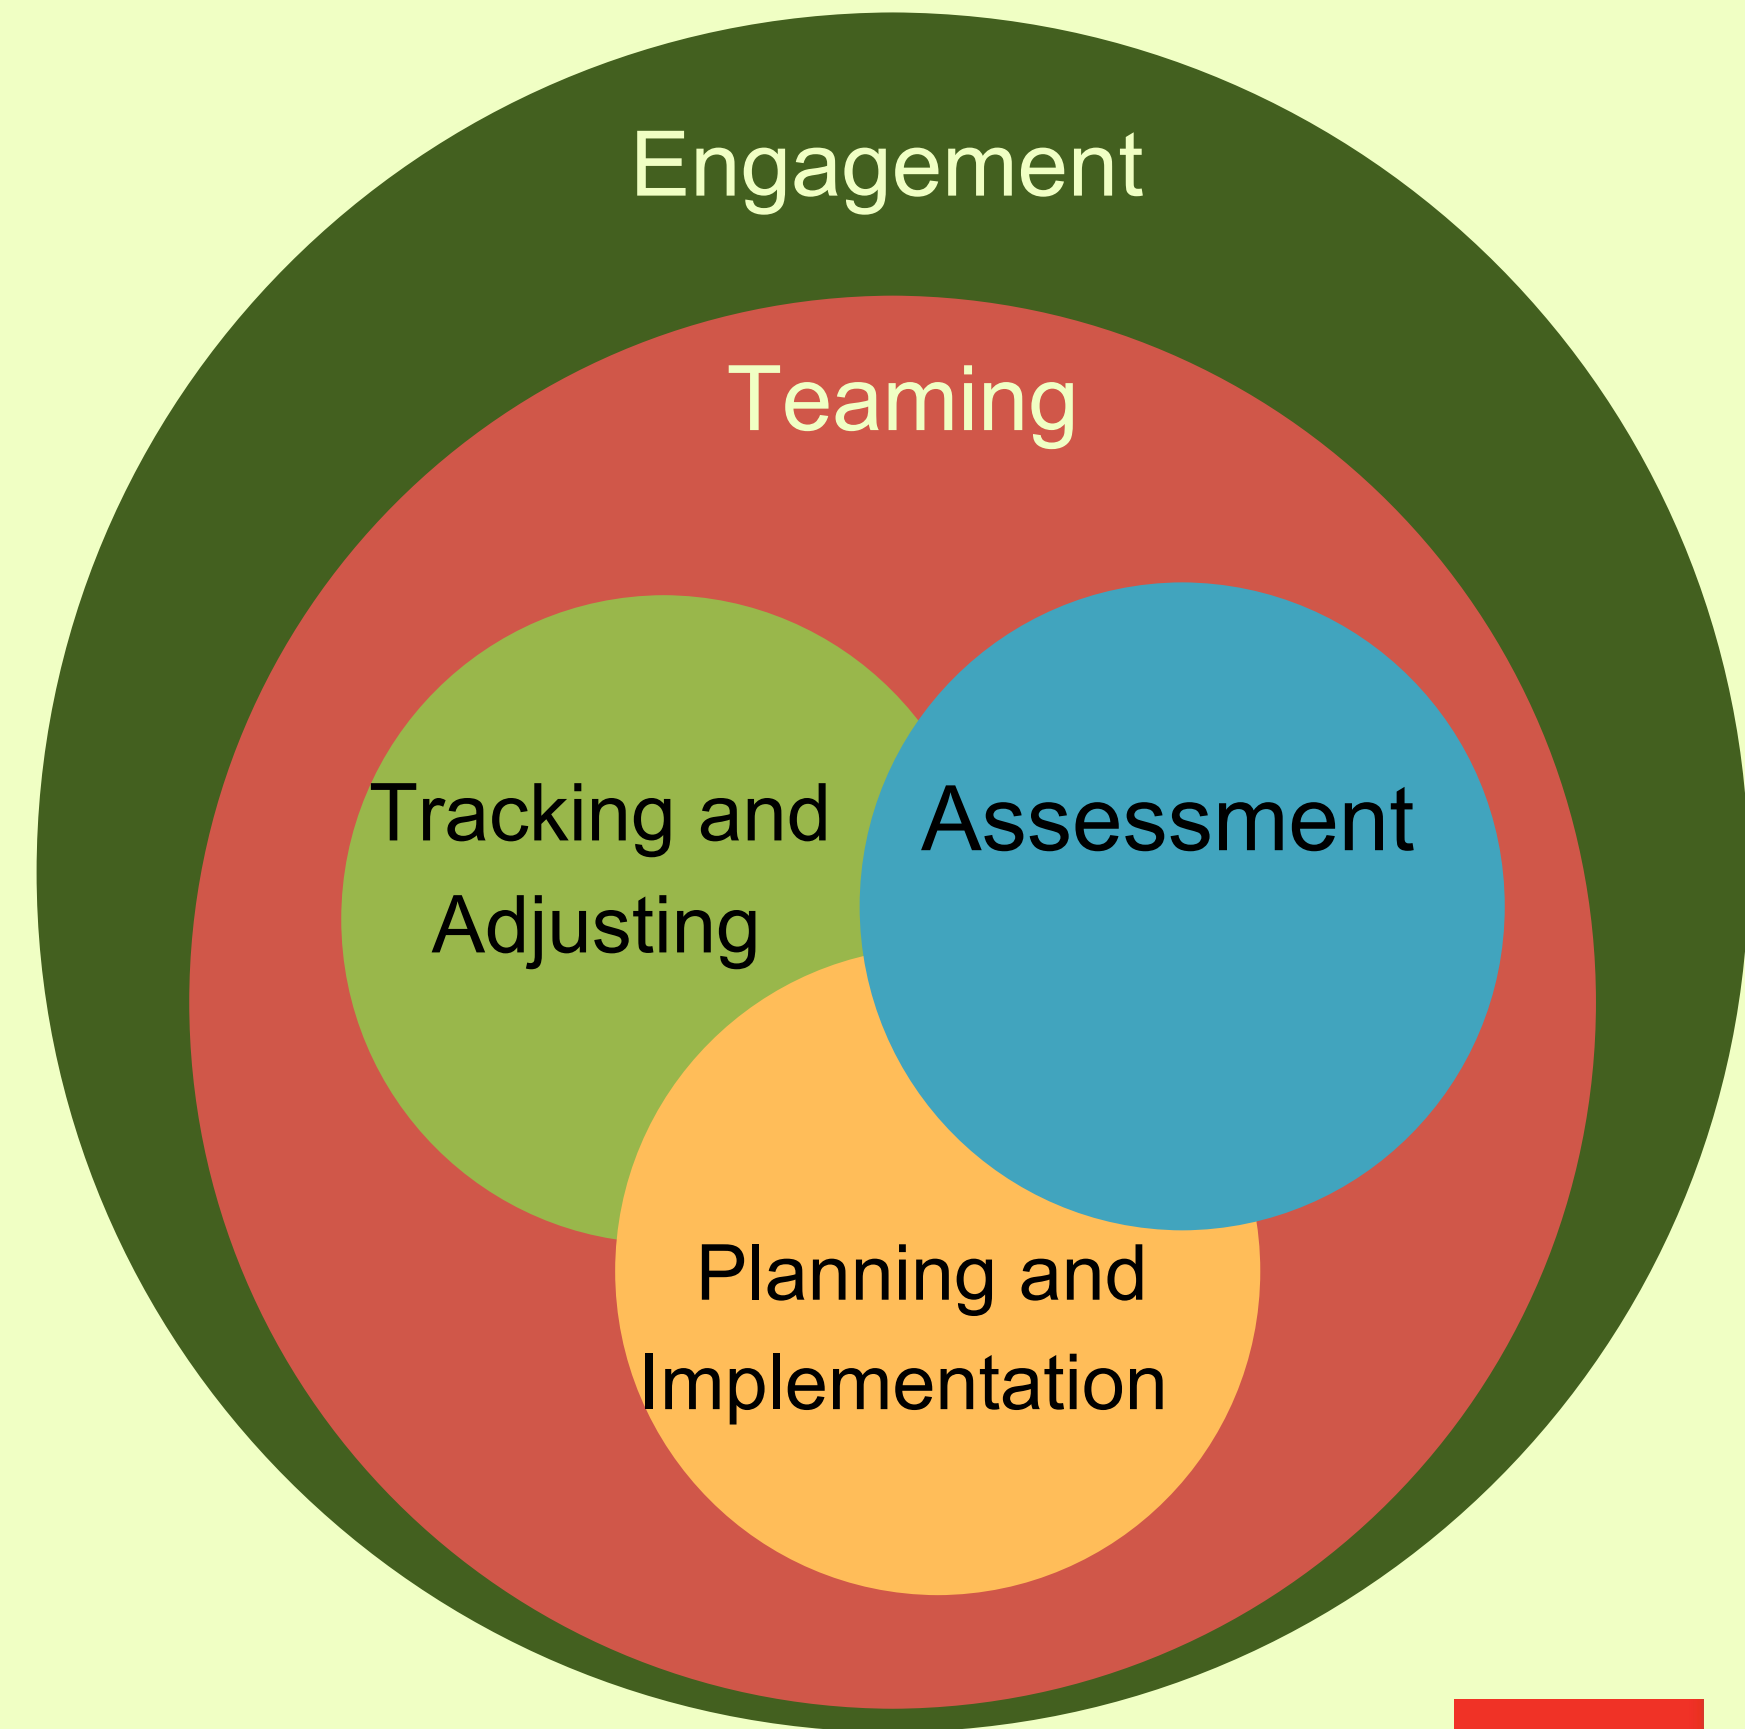 Engagement
Teaming
Tracking and
Adjusting
Assessment
Planning and
Implementation